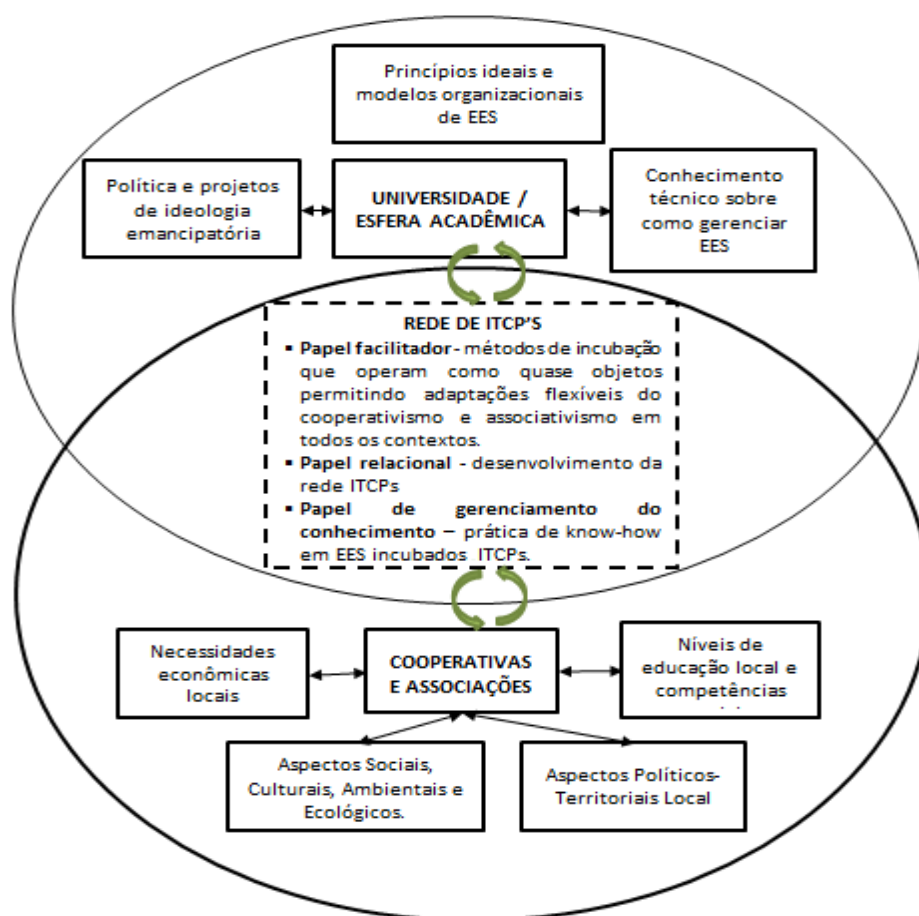 Princípios ideais e
modelos organizacionais
de EES
Política e projetos
de ideologia
emancipatória
UNIVERSIDADE /
ESFERA ACADÊMICA
Conhecimento
técnico sobre
como gerenciar
EES
REDE DE ITCP'S
▪ Papel facilitador - métodos de incubação
que operam como quase objetos
permitindo adaptações flexíveis do
cooperativismo e associativismo em
todos os contextos.
▪ Papel relacional - desenvolvimento da
rede ITCPs
▪ Papel de gerenciamento do
conhecimento – prática de know-how
em EES incubados ITCPs.
Necessidades
econômicas
locais
COOPERATIVAS
E ASSOCIAÇÕES
Níveis de
educação local e
competências
Aspectos Sociais,
Culturais, Ambientais e
Ecológicos.
Aspectos Políticos-
Territoriais Local